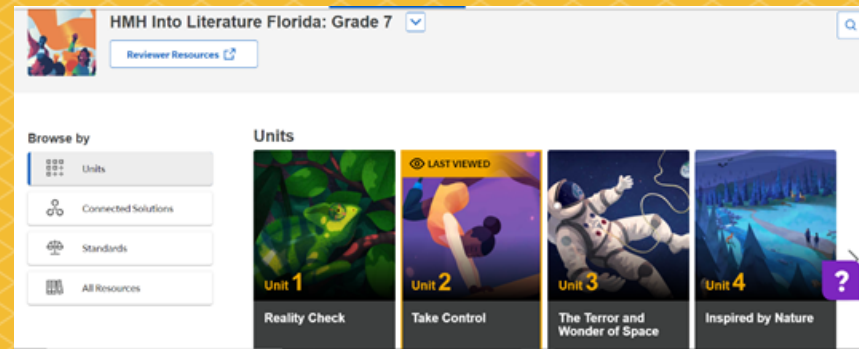 HMH Into Literature Florida: Grade 7
Reviewer Resources
Browse by
Units
Connected Solutions
Standards
All Resources
Units
LAST VIEWED
Unit 1
Reality Check
Unit 2
Take Control
Unit 3
The Terror and
Wonder of Space
Unit 4
Inspired by Nature
?